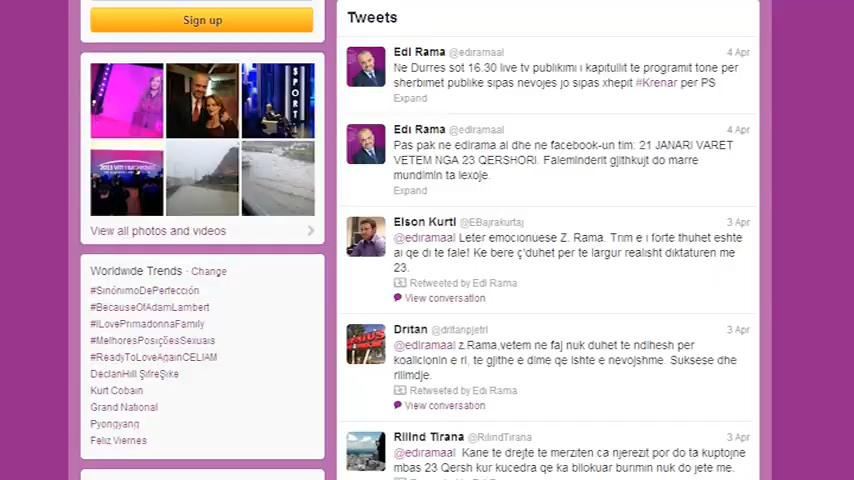 Sign up
View all photos and videos
Worldwide Trends · Change
#SinónimoDePerfección
#BecauseOfAdamLambert
#ILovePrimadonnaFamily
#MelhoresPosiçõesSexuais
#ReadyToLoveAgainCELIAM
DeclanHill ŞifreŞike
Kurt Cobain
Grand National
Pyongyang
Feliz Viernes
Tweets
Edi Rama @ediramaal 4 Apr
Ne Durres sot 16.30 live tv publikimi i kapitullit te programit tone per
sherbimet publike sipas nevojes jo sipas xhepit #Krenar per PS
Expand
Edi Rama @ediramaal 4 Apr
Pas pak ne edirama.al dhe ne facebook-un tim: 21 JANARI VARET
VETEM NGA 23 QERSHORI. Faleminderit gjithkujt do marre
mundimin ta lexoje.
Expand
Elson Kurti @EBajrakurtaj 3 Apr
@ediramaal Leter emocionuese Z. Rama. Trim e i forte thuhet eshte
ai qe di te fale! Ke bere ç'duhet per te largur realisht diktaturen me
23.
Retweeted by Edi Rama
View conversation
Dritan @dritanpjetri 3 Apr
@ediramaal z.Rama,vetem ne faj nuk duhet te ndihesh per
koalicionin e ri, te gjithe e dime qe ishte e nevojshme. Suksese dhe
rilindje.
Retweeted by Edi Rama
View conversation
Rilind Tirana @RilindTirana 3 Apr
@ediramaal Kane te drejte te merziten ca njerezit por do ta kuptojne
mbas 23 Qersh kur kucedra qe ka bllokuar burimin nuk do jete me.
SPORT